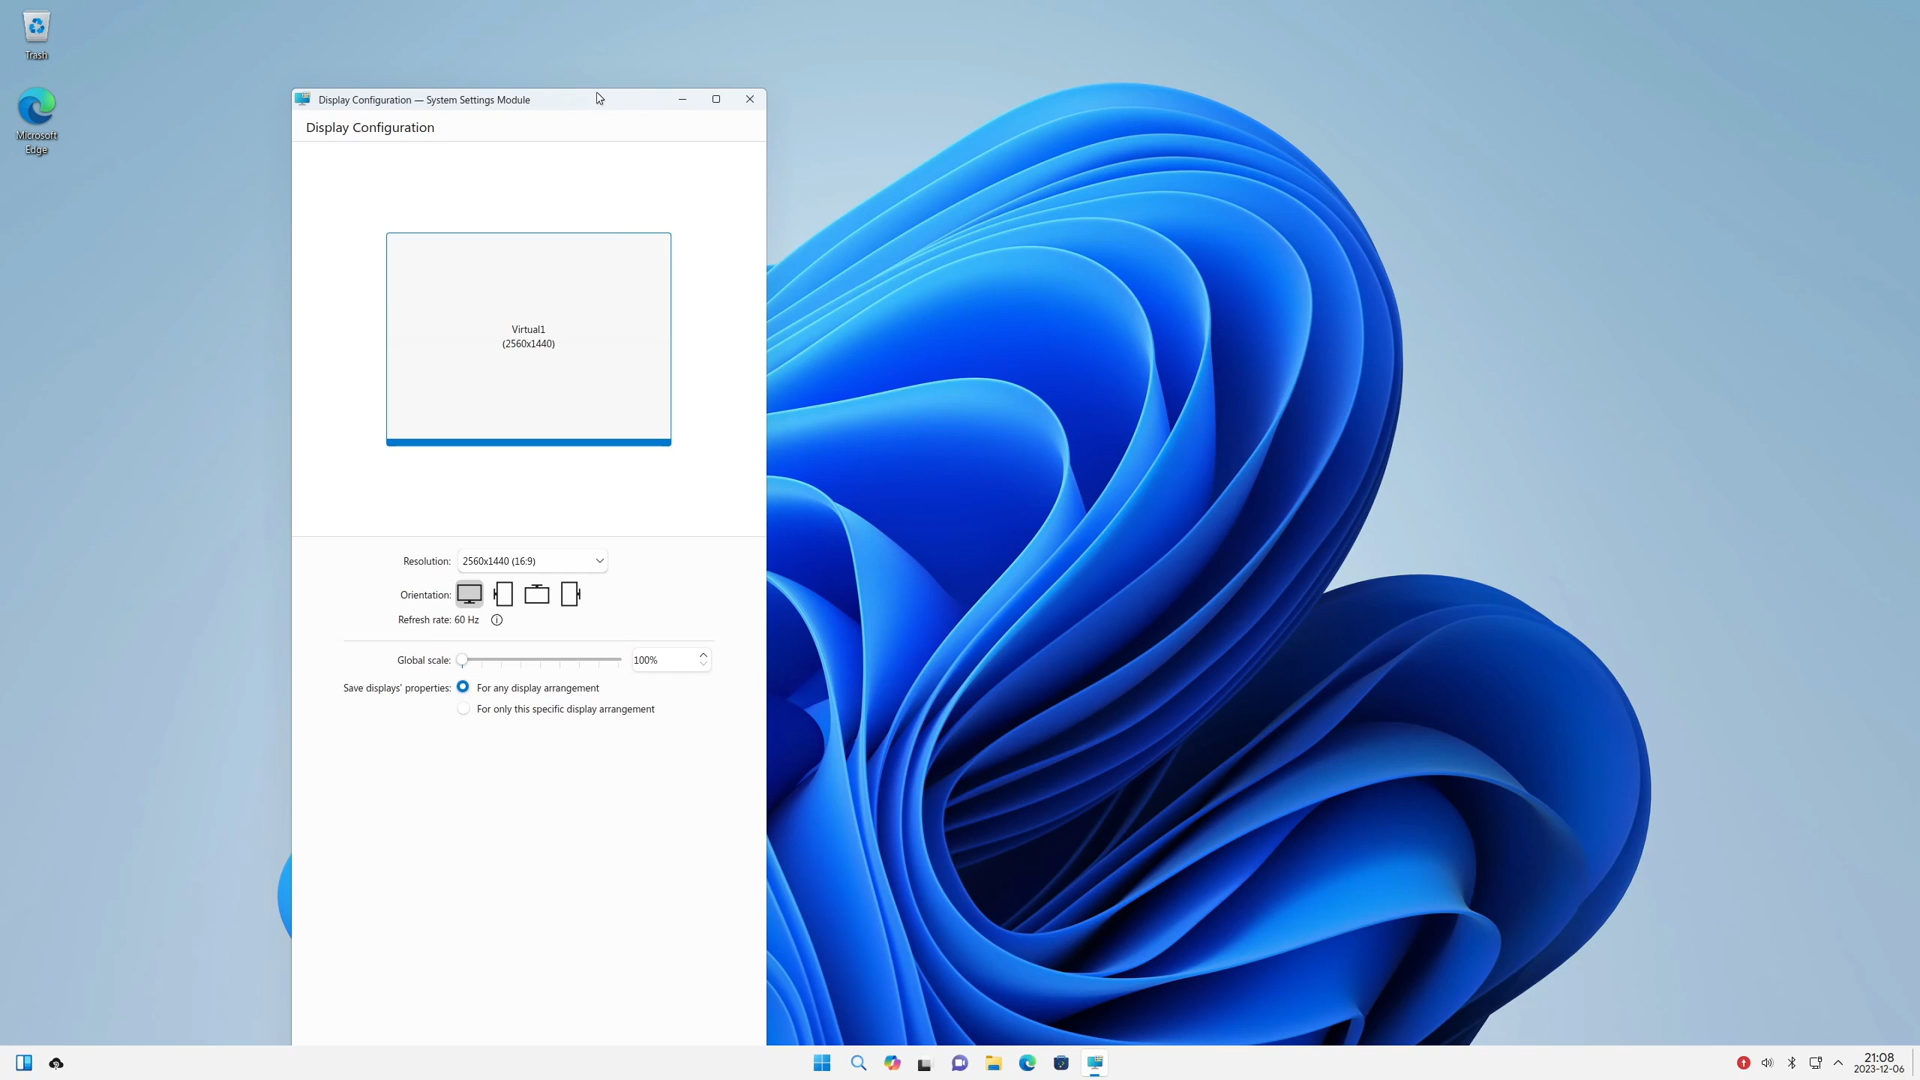 Trash
Microsoft
Edge
Display Configuration — System Settings Module
Display Configuration
Virtual1
(2560x1440)
Resolution: 2560x1440 (16:9)
Orientation:
Refresh rate: 60 Hz
Global scale: 100%
Save displays' properties: For any display arrangement
For only this specific display arrangement
21:08
2023-12-06